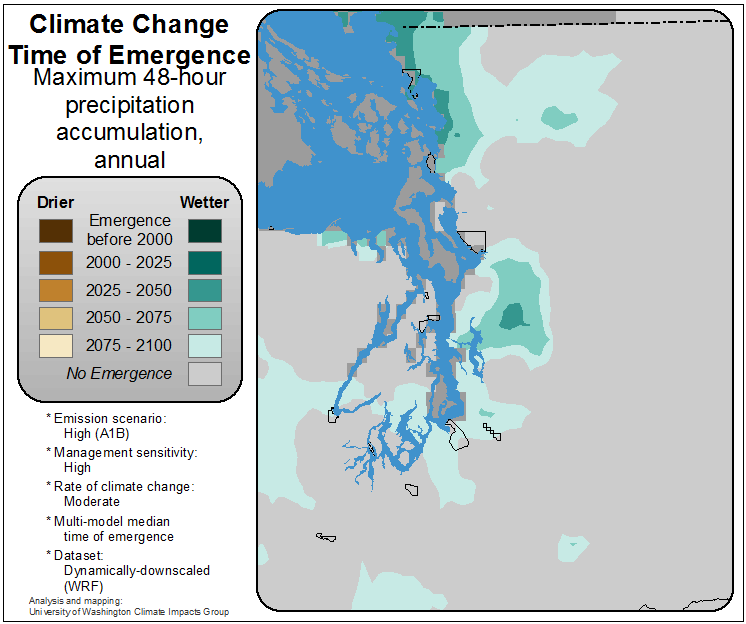 Climate Change
Time of Emergence
Maximum 48-hour
precipitation
accumulation,
annual
Drier Wetter
Emergence
before 2000
2000 - 2025
2025 - 2050
2050 - 2075
2075 - 2100
No Emergence
* Emission scenario:
High (A1B)
* Management sensitivity:
High
* Rate of climate change:
Moderate
* Multi-model median
time of emergence
* Dataset:
Dynamically-downscaled
(WRF)
Analysis and mapping:
University of Washington Climate Impacts Group